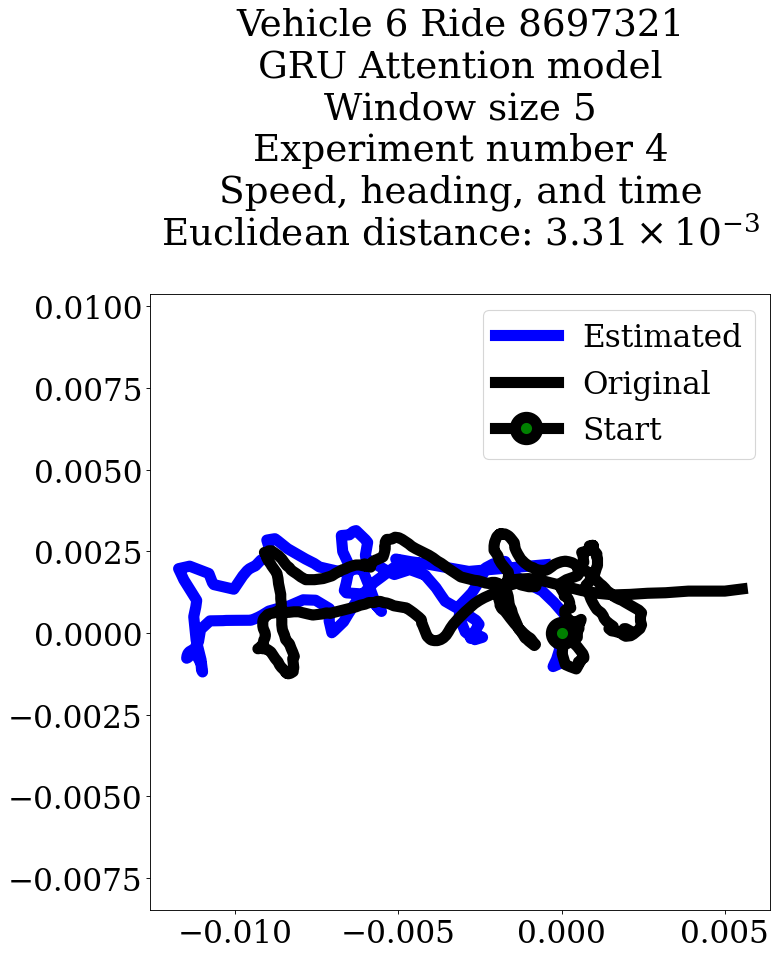 Vehicle 6 Ride 8697321
GRU Attention model
Window size 5
Experiment number 4
Speed, heading, and time
Euclidean distance: 3.31 × 10⁻³
Estimated
Original
Start
0.0100
0.0075
0.0050
0.0025
0.0000
−0.0025
−0.0050
−0.0075
−0.010 −0.005 0.000 0.005